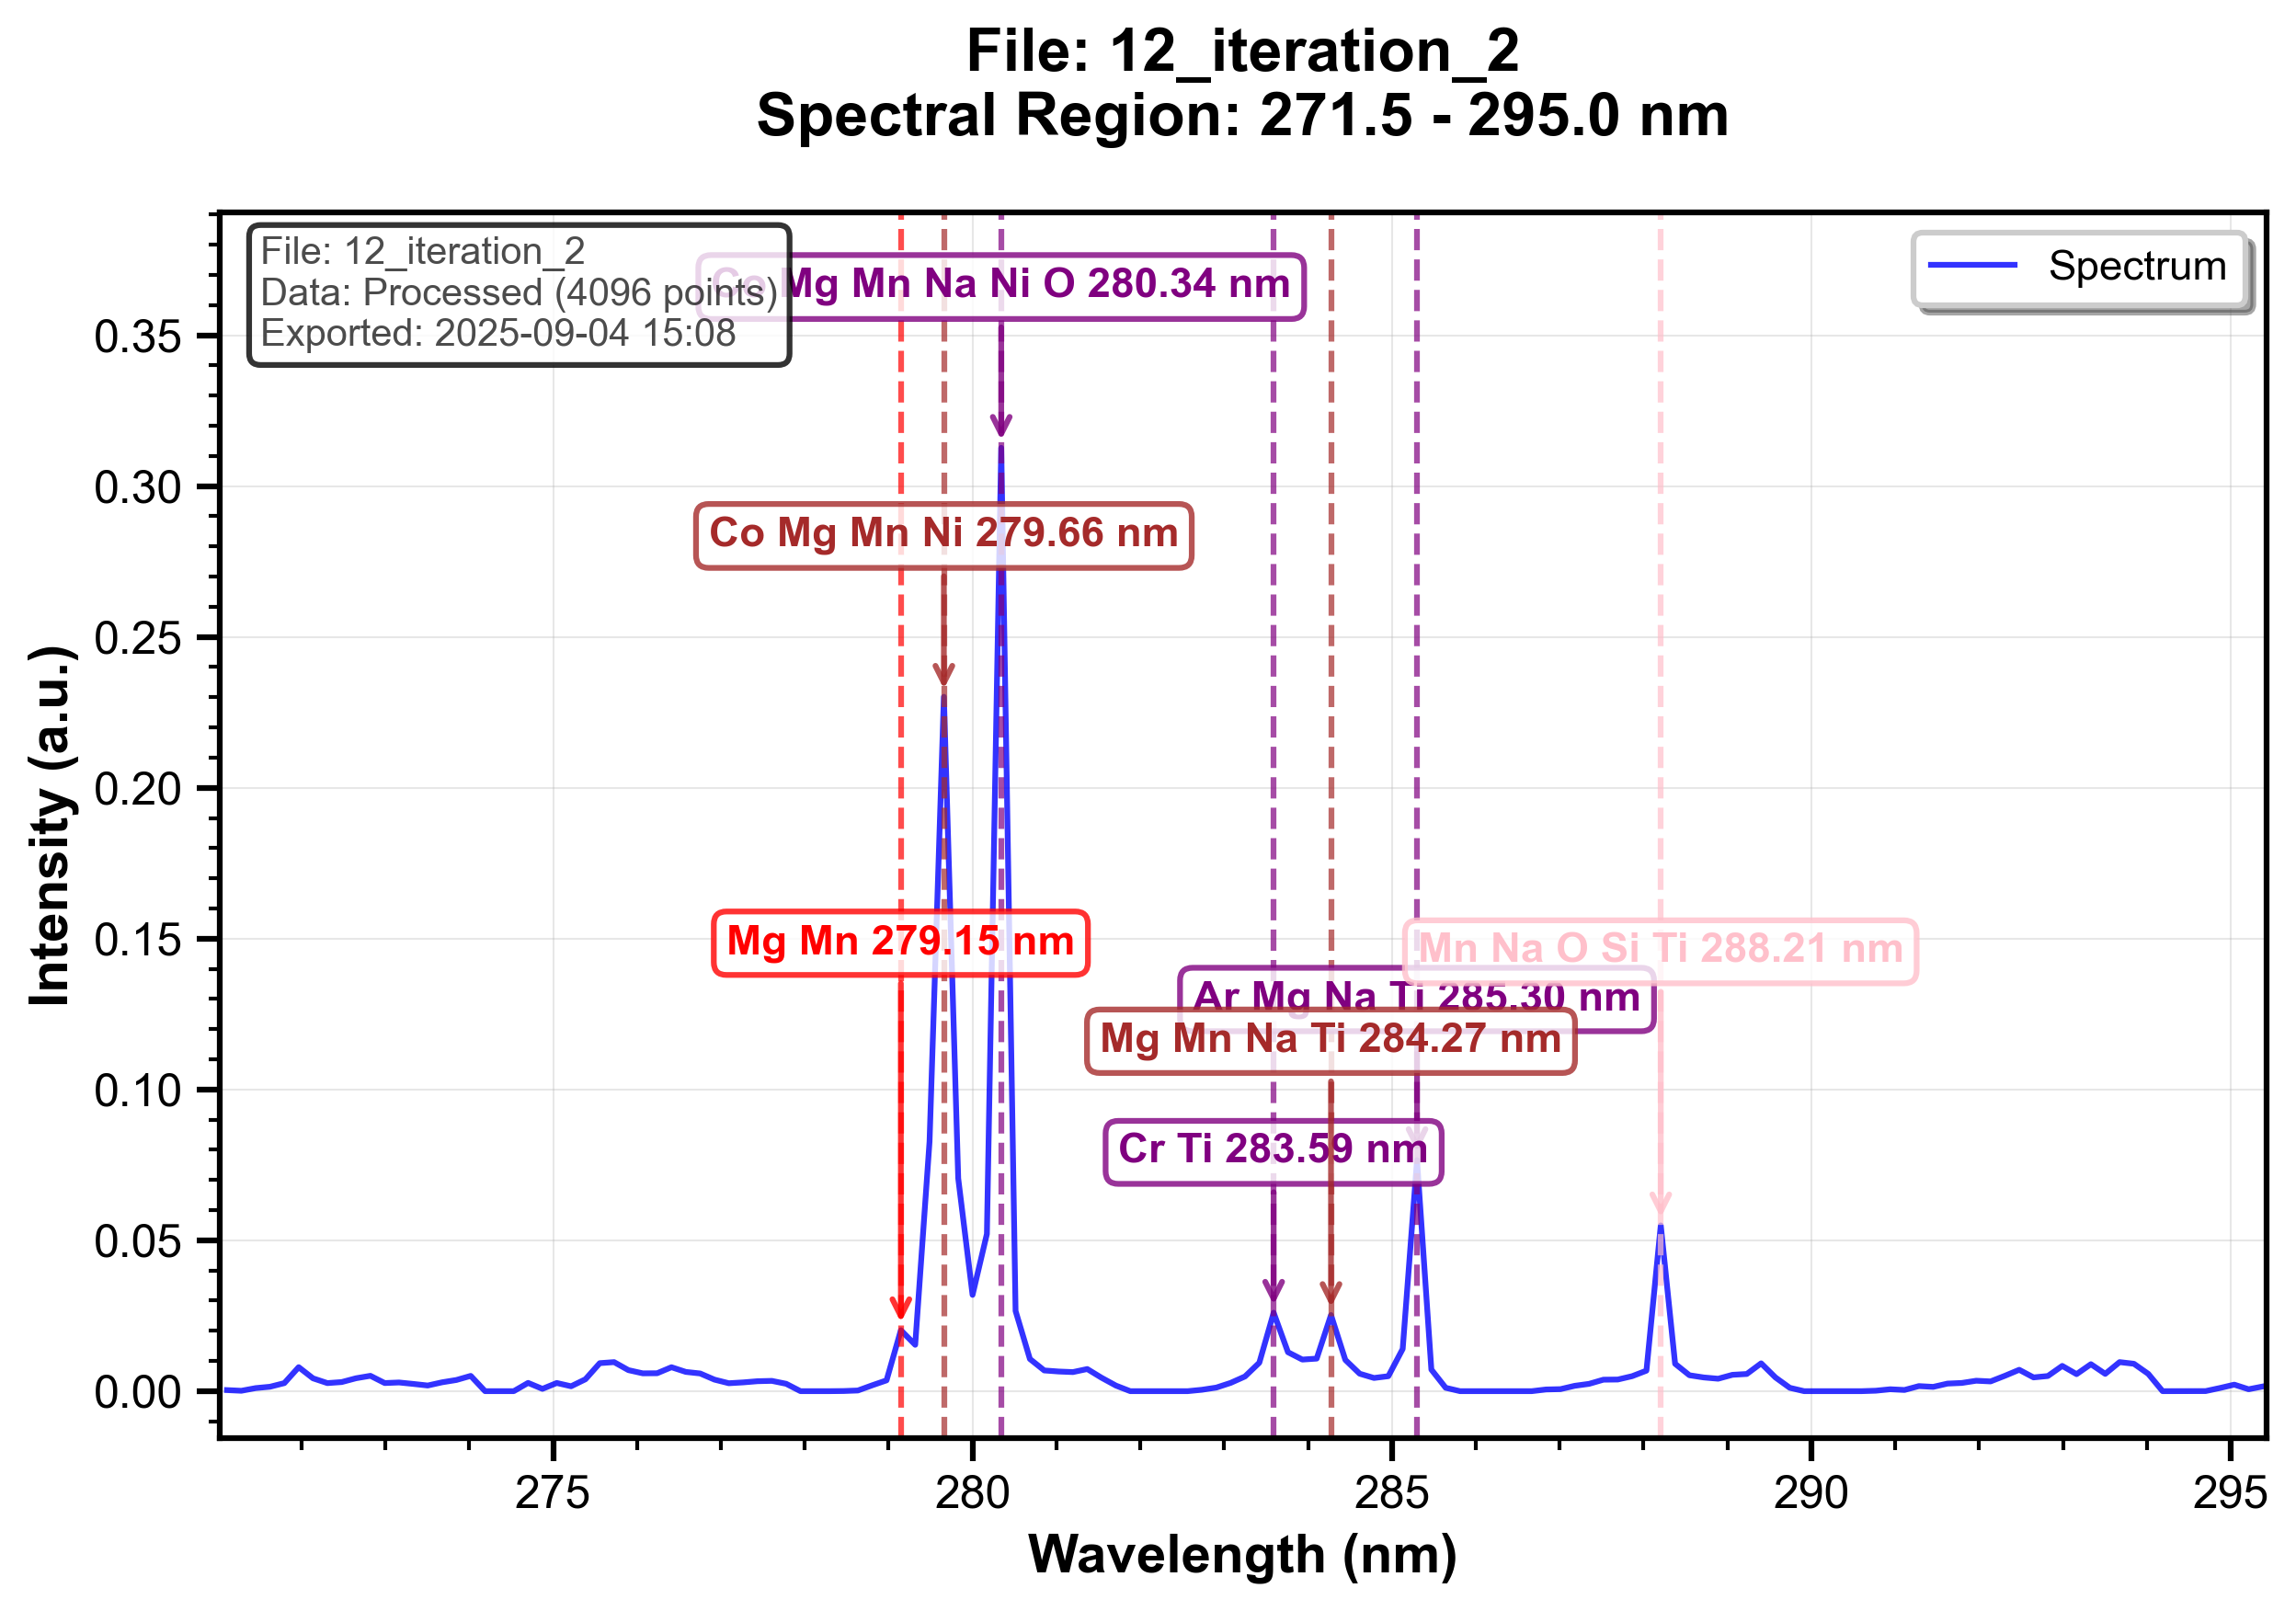 File: 12_iteration_2
Spectral Region: 271.5 - 295.0 nm
File: 12_iteration_2
Data: Processed (4096 points)
Exported: 2025-09-04 15:08
Spectrum
Co Mg Mn Na Ni O 280.34 nm
Co Mg Mn Ni 279.66 nm
Mg Mn 279.15 nm
Mn Na O Si Ti 288.21 nm
Ar Mg Na Ti 285.30 nm
Mg Mn Na Ti 284.27 nm
Cr Ti 283.59 nm
Intensity (a.u.)
0.35
0.30
0.25
0.20
0.15
0.10
0.05
0.00
275
280
285
290
295
Wavelength (nm)